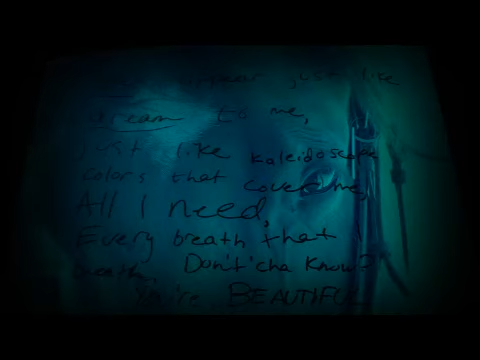 appear just like
Dream to me,
just like kaleidoscope
colors that cover me,
All I need,
Every breath that I
breath, Don't'cha Know?
You're BEAUTIFUL